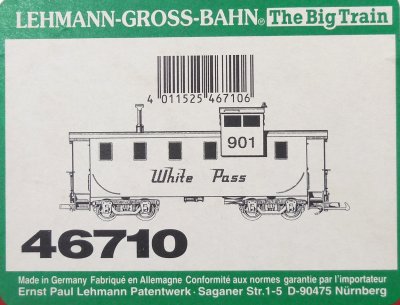 LEHMANN-GROSS-BAHN® The Big Train
4 011525 467106
901
White Pass
46710
Made in Germany Fabriqué en Allemagne Conformité aux normes garantie par l'importateur
Ernst Paul Lehmann Patentwerk · Saganer Str.1-5 D-90475 Nürnberg